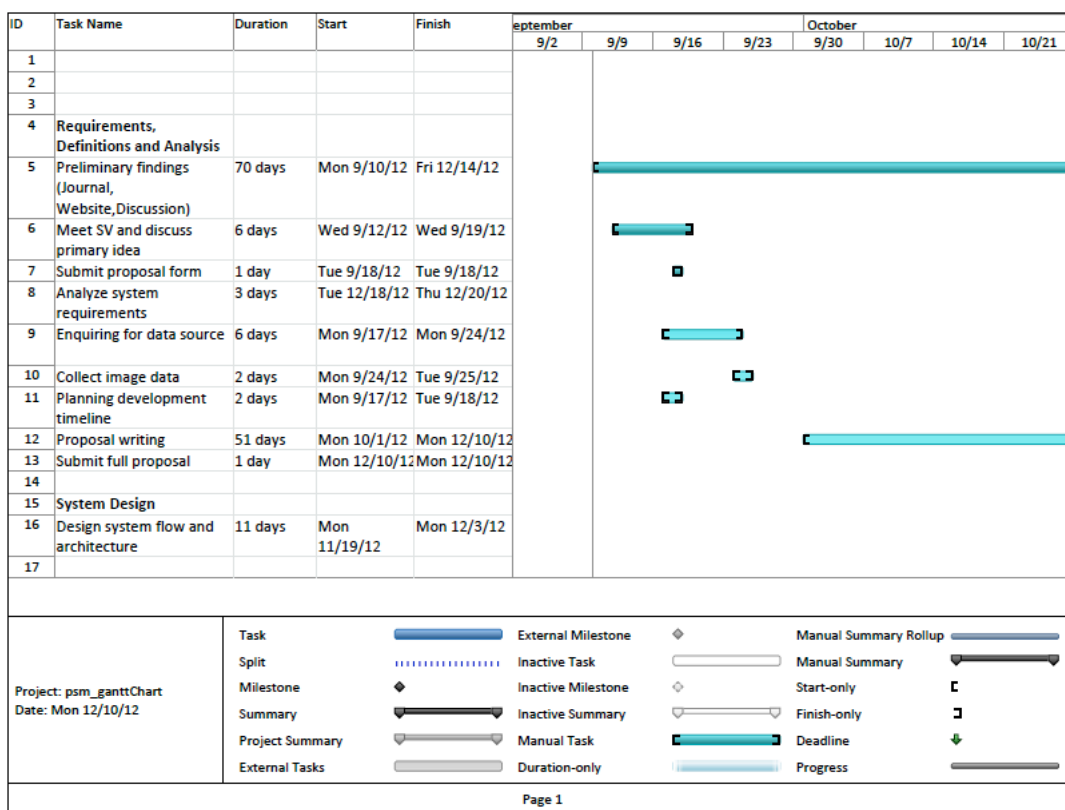 ID Task Name Duration Start Finish eptember October
9/2 9/9 9/16 9/23 9/30 10/7 10/14 10/21
1
2
3
4 Requirements,
Definitions and Analysis
5 Preliminary findings 70 days Mon 9/10/12 Fri 12/14/12
(Journal,
Website,Discussion)
6 Meet SV and discuss 6 days Wed 9/12/12 Wed 9/19/12
primary idea
7 Submit proposal form 1 day Tue 9/18/12 Tue 9/18/12
8 Analyze system 3 days Tue 12/18/12 Thu 12/20/12
requirements
9 Enquiring for data source 6 days Mon 9/17/12 Mon 9/24/12
10 Collect image data 2 days Mon 9/24/12 Tue 9/25/12
11 Planning development 2 days Mon 9/17/12 Tue 9/18/12
timeline
12 Proposal writing 51 days Mon 10/1/12 Mon 12/10/12
13 Submit full proposal 1 day Mon 12/10/12 Mon 12/10/12
14
15 System Design
16 Design system flow and 11 days Mon Mon 12/3/12
architecture 11/19/12
17
Project: psm_ganttChart
Date: Mon 12/10/12
Task External Milestone Manual Summary Rollup
Split Inactive Task Manual Summary
Milestone Inactive Milestone Start-only
Summary Inactive Summary Finish-only
Project Summary Manual Task Deadline
External Tasks Duration-only Progress
Page 1